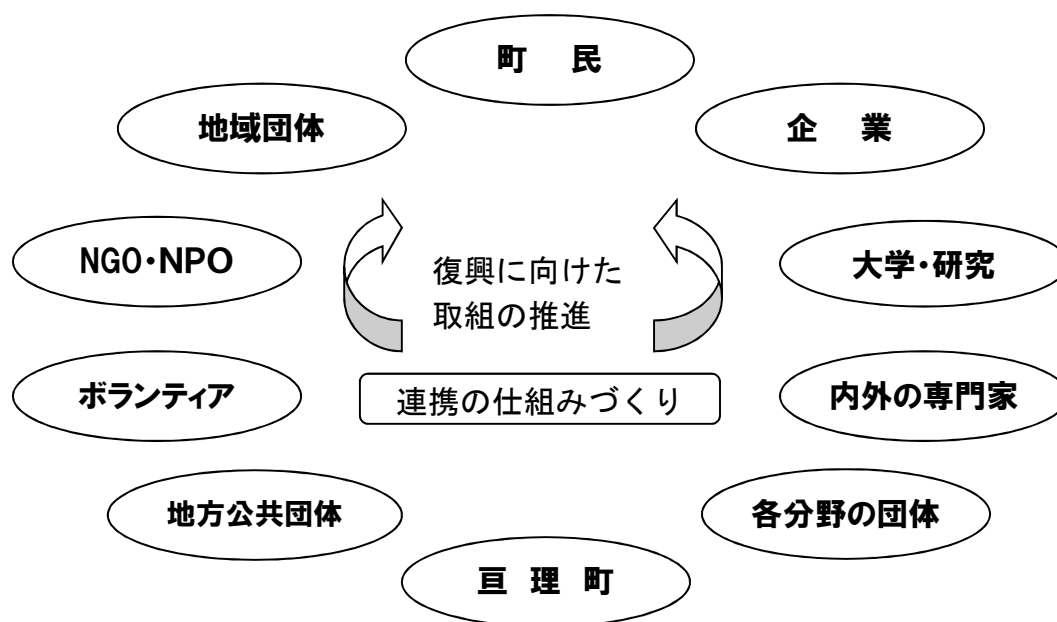 町 民
地域団体
企 業
NGO・NPO
大学・研究
復興に向けた
取組の推進
ボランティア
連携の仕組みづくり
内外の専門家
地方公共団体
各分野の団体
亘 理 町